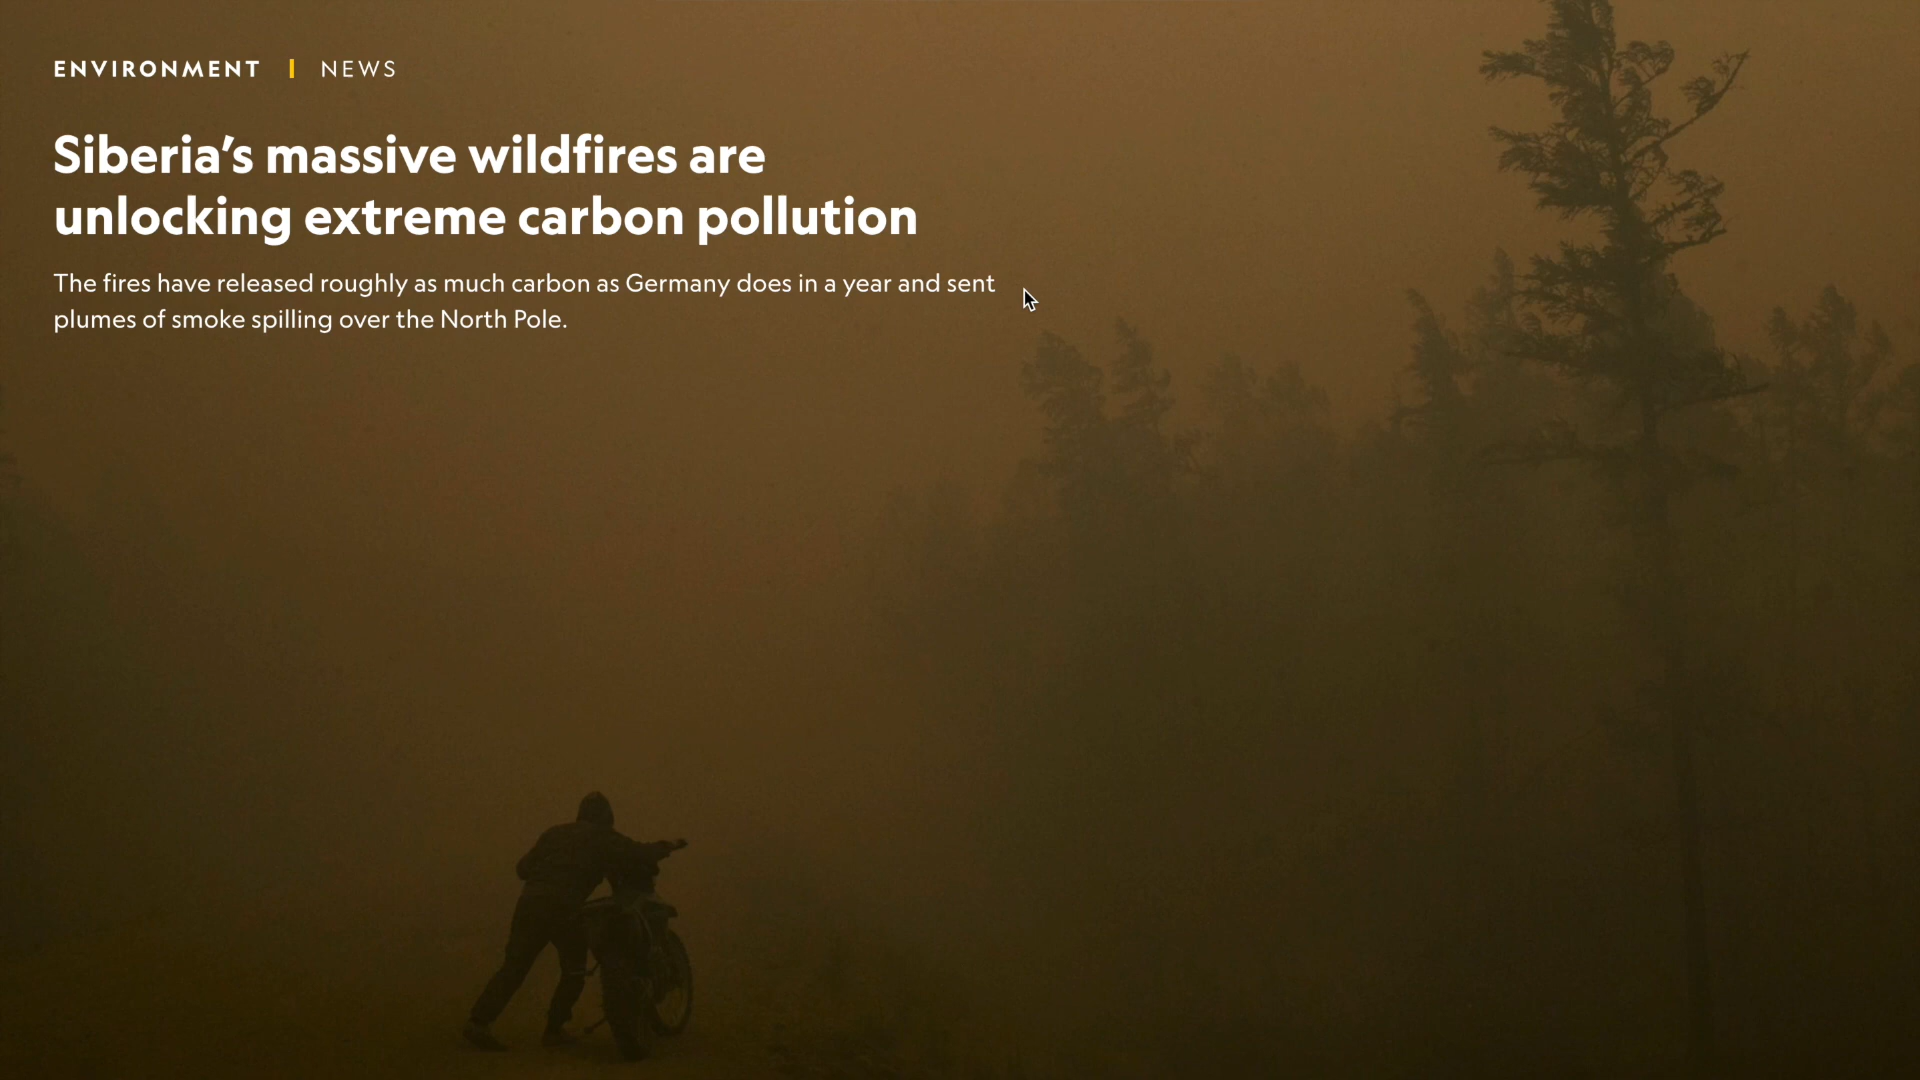 ENVIRONMENT | NEWS
Siberia’s massive wildfires are
unlocking extreme carbon pollution
The fires have released roughly as much carbon as Germany does in a year and sent
plumes of smoke spilling over the North Pole.